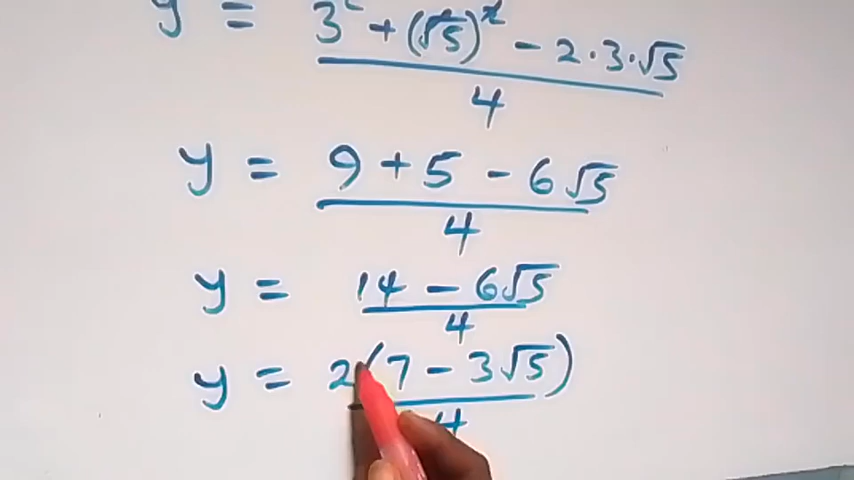 y = (3² + (√5)² - 2·3·√5)/4
y = (9 + 5 - 6√5)/4
y = (14 - 6√5)/4
y = 2(7 - 3√5)/4